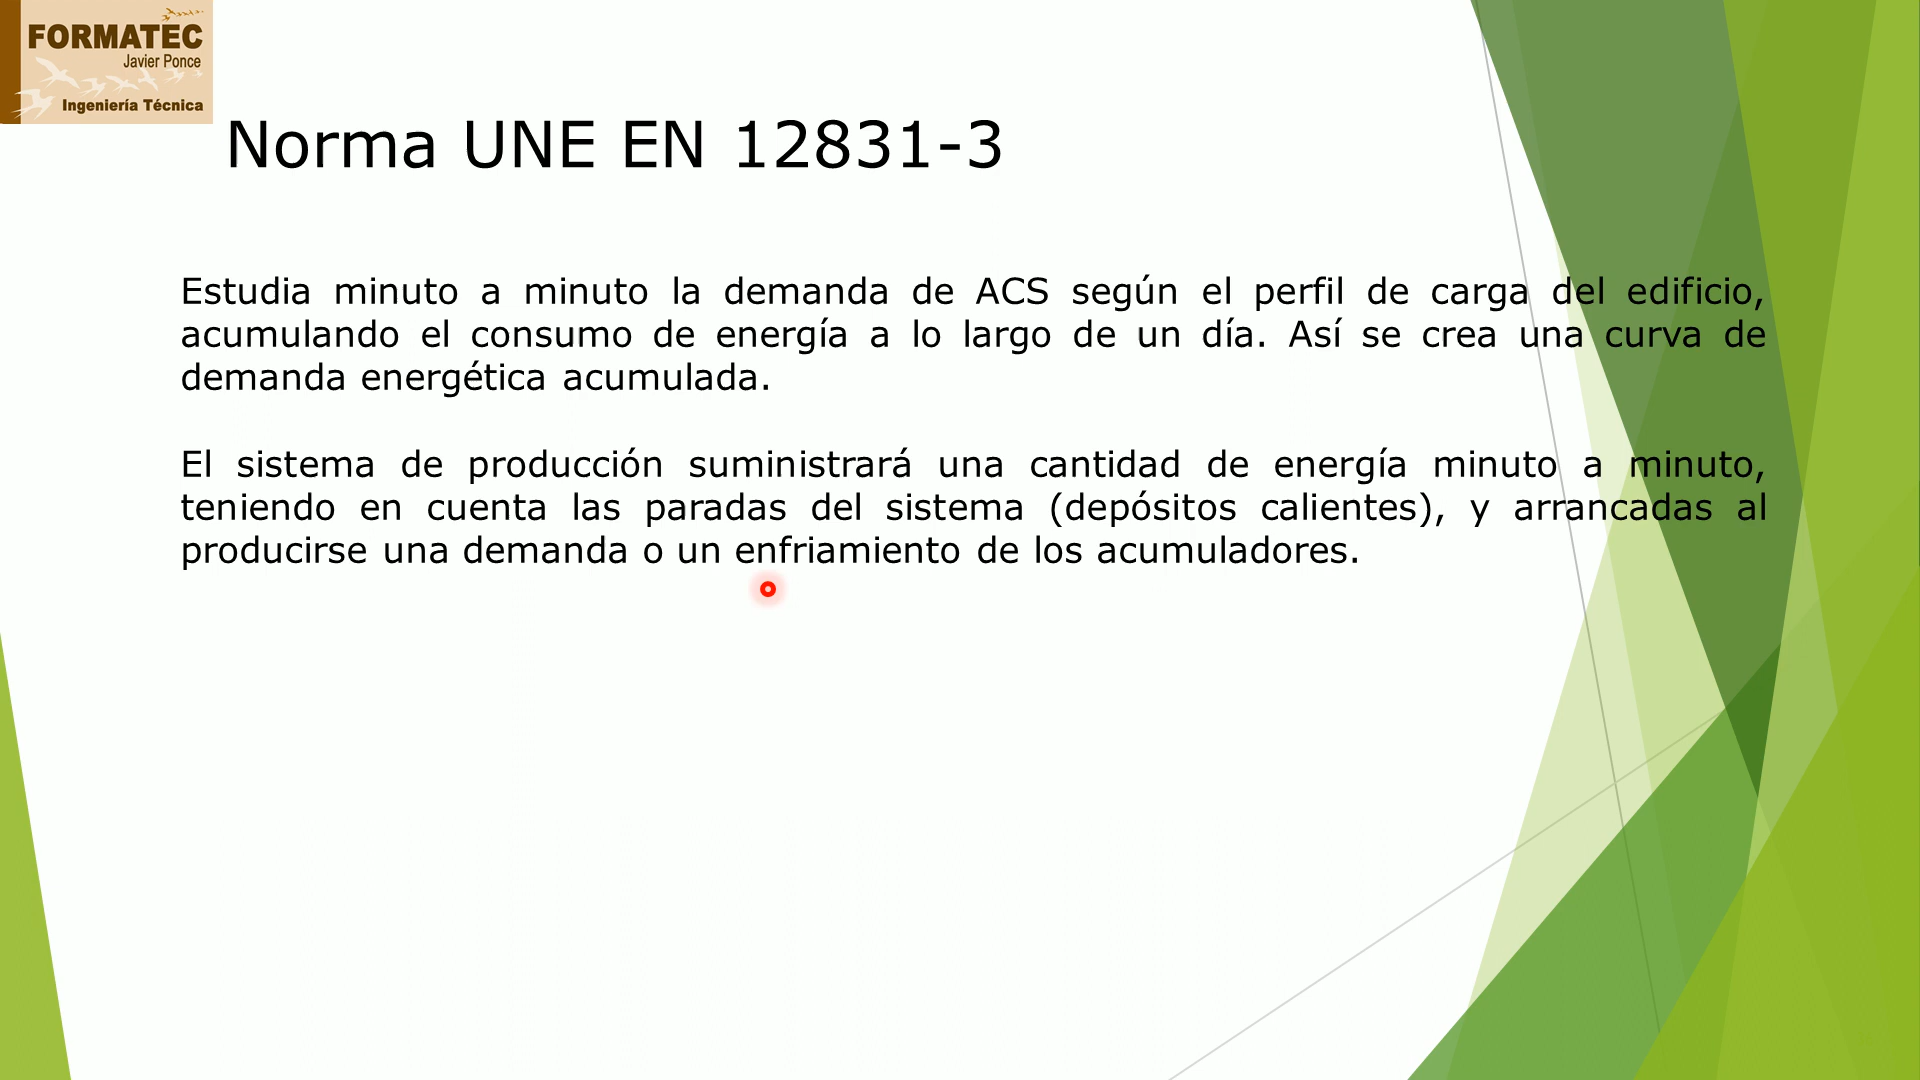 FORMATEC
Javier Ponce
Ingeniería Técnica
Norma UNE EN 12831-3
Estudia minuto a minuto la demanda de ACS según el perfil de carga del edificio,
acumulando el consumo de energía a lo largo de un día. Así se crea una curva de
demanda energética acumulada.
El sistema de producción suministrará una cantidad de energía minuto a minuto,
teniendo en cuenta las paradas del sistema (depósitos calientes), y arrancadas al
producirse una demanda o un enfriamiento de los acumuladores.